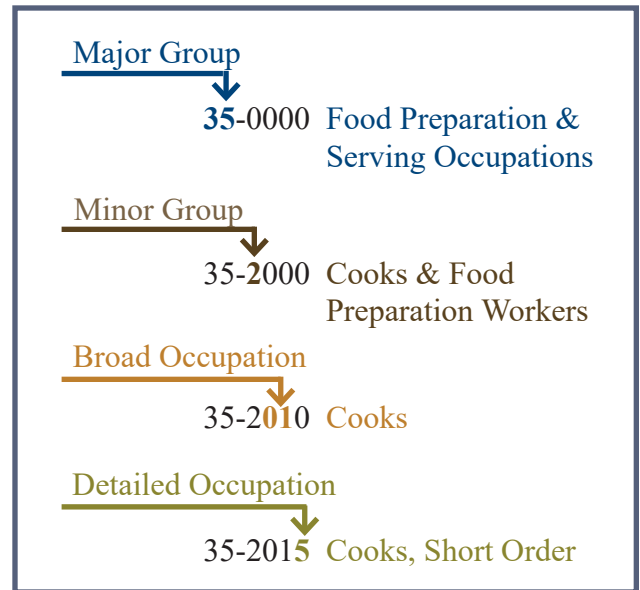 Major Group
35-0000 Food Preparation &
Serving Occupations
Minor Group
35-2000 Cooks & Food
Preparation Workers
Broad Occupation
35-2010 Cooks
Detailed Occupation
35-2015 Cooks, Short Order